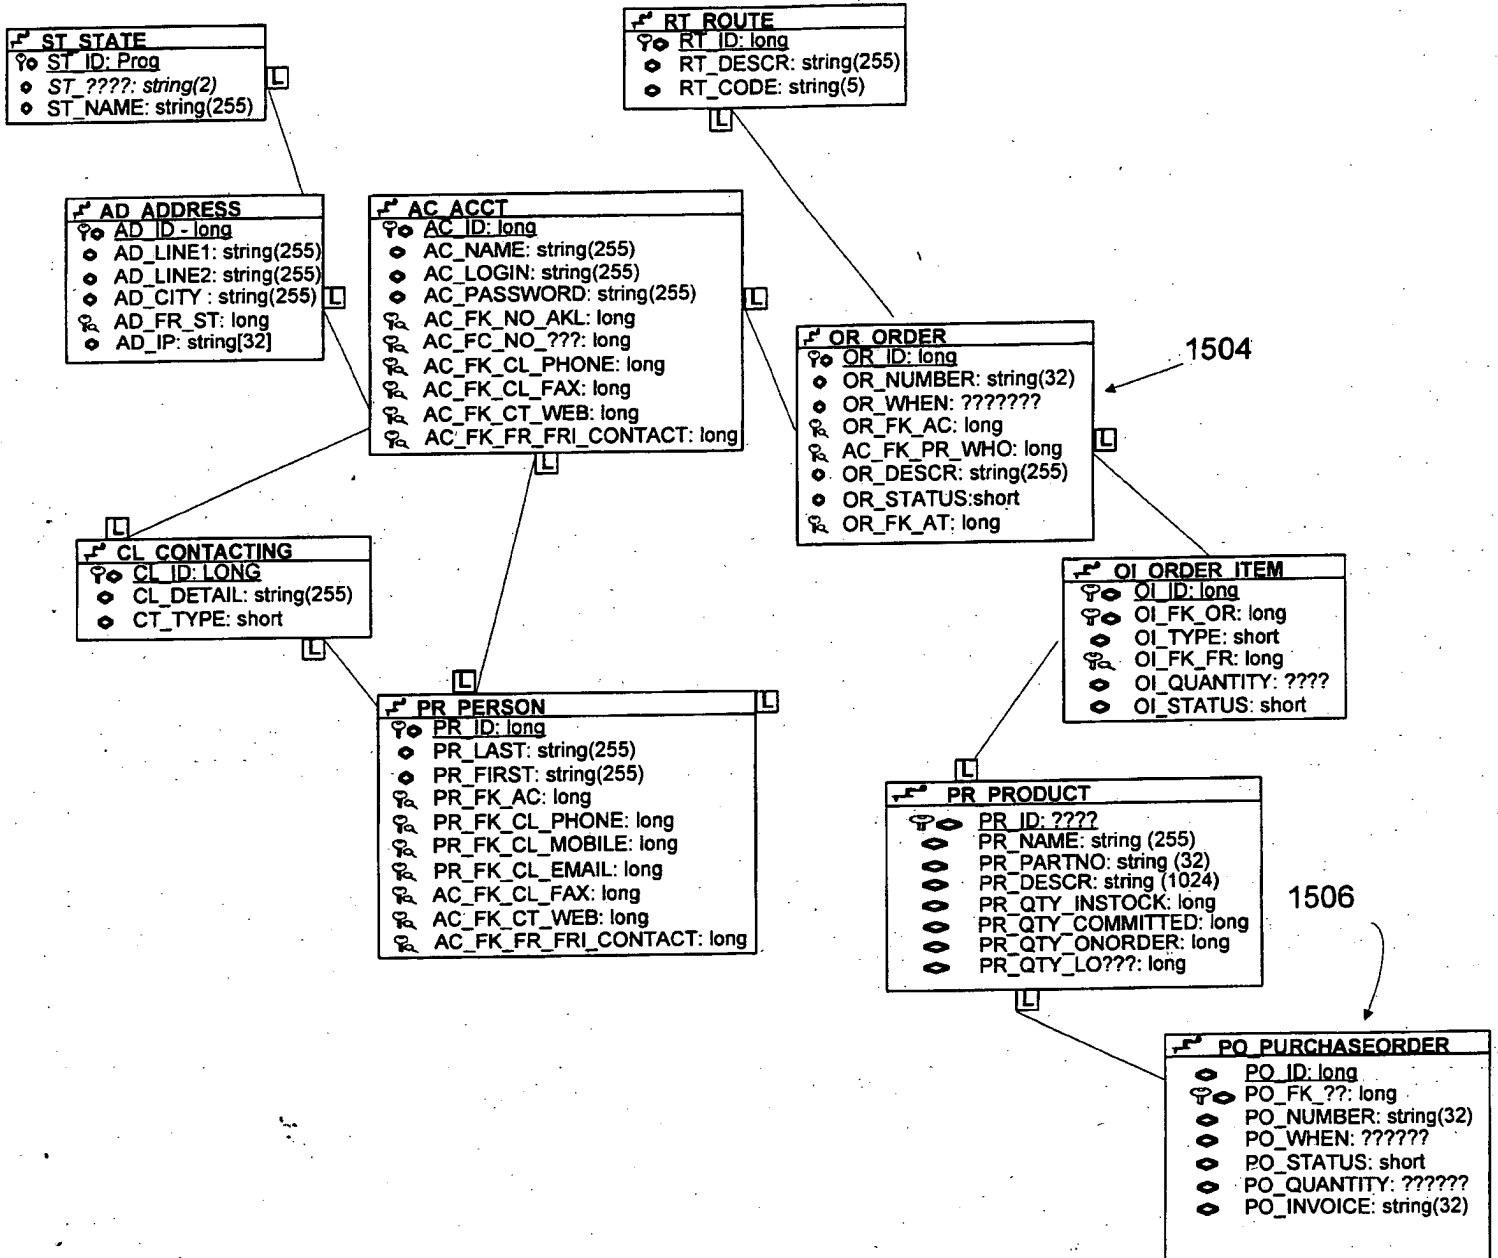 ST_STATE
ST_ID: Prog
ST_????: string(2)
ST_NAME: string(255)
L
RT_ROUTE
RT_ID: long
RT_DESCR: string(255)
RT_CODE: string(5)
L
AD_ADDRESS
AD_ID - long
AD_LINE1: string(255)
AD_LINE2: string(255)
AD_CITY : string(255)
AD_FR_ST: long
AD_IP: string[32]
L
AC_ACCT
AC_ID: long
AC_NAME: string(255)
AC_LOGIN: string(255)
AC_PASSWORD: string(255)
AC_FK_NO_AKL: long
AC_FC_NO_???: long
AC_FK_CL_PHONE: long
AC_FK_CL_FAX: long
AC_FK_CT_WEB: long
AC_FK_FR_FRI_CONTACT: long
L
L
OR_ORDER
OR_ID: long
OR_NUMBER: string(32)
OR_WHEN: ???????
OR_FK_AC: long
AC_FK_PR_WHO: long
OR_DESCR: string(255)
OR_STATUS:short
OR_FK_AT: long
L
1504
L
CL_CONTACTING
CL_ID: LONG
CL_DETAIL: string(255)
CT_TYPE: short
L
OI_ORDER_ITEM
OI_ID: long
OI_FK_OR: long
OI_TYPE: short
OI_FK_FR: long
OI_QUANTITY: ????
OI_STATUS: short
L
L
PR_PERSON
PR_ID: long
PR_LAST: string(255)
PR_FIRST: string(255)
PR_FK_AC: long
PR_FK_CL_PHONE: long
PR_FK_CL_MOBILE: long
PR_FK_CL_EMAIL: long
AC_FK_CL_FAX: long
AC_FK_CT_WEB: long
AC_FK_FR_FRI_CONTACT: long
L
PR_PRODUCT
PR_ID: ????
PR_NAME: string (255)
PR_PARTNO: string (32)
PR_DESCR: string (1024)
PR_QTY_INSTOCK: long
PR_QTY_COMMITTED: long
PR_QTY_ONORDER: long
PR_QTY_LO???: long
L
1506
PO_PURCHASEORDER
PO_ID: long
PO_FK_??: long
PO_NUMBER: string(32)
PO_WHEN: ??????
PO_STATUS: short
PO_QUANTITY: ??????
PO_INVOICE: string(32)